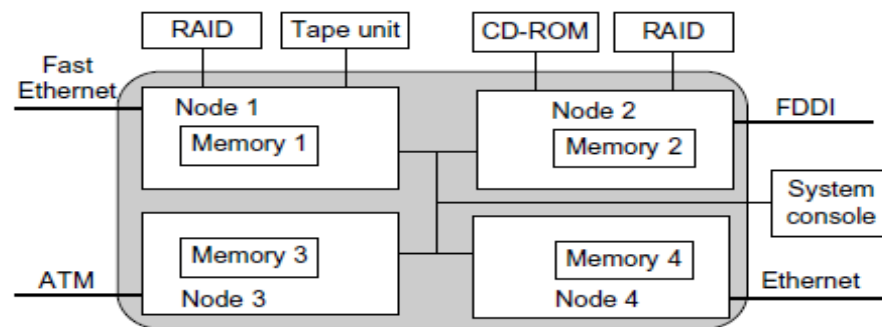 RAID
Tape unit
CD-ROM
RAID
Fast
Ethernet
Node 1
Memory 1
Node 2
Memory 2
FDDI
System
console
Memory 3
Node 3
ATM
Memory 4
Node 4
Ethernet